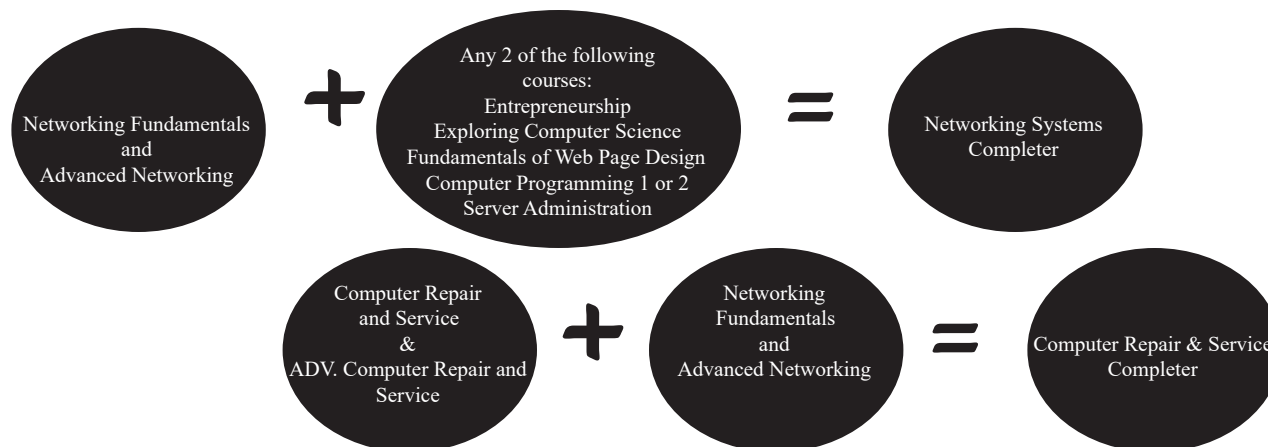 Networking Fundamentals
and
Advanced Networking
+
Any 2 of the following
courses:
Entrepreneurship
Exploring Computer Science
Fundamentals of Web Page Design
Computer Programming 1 or 2
Server Administration
=
Networking Systems
Completer
Computer Repair
and Service
&
ADV. Computer Repair and
Service
+
Networking
Fundamentals
and
Advanced Networking
=
Computer Repair & Service
Completer